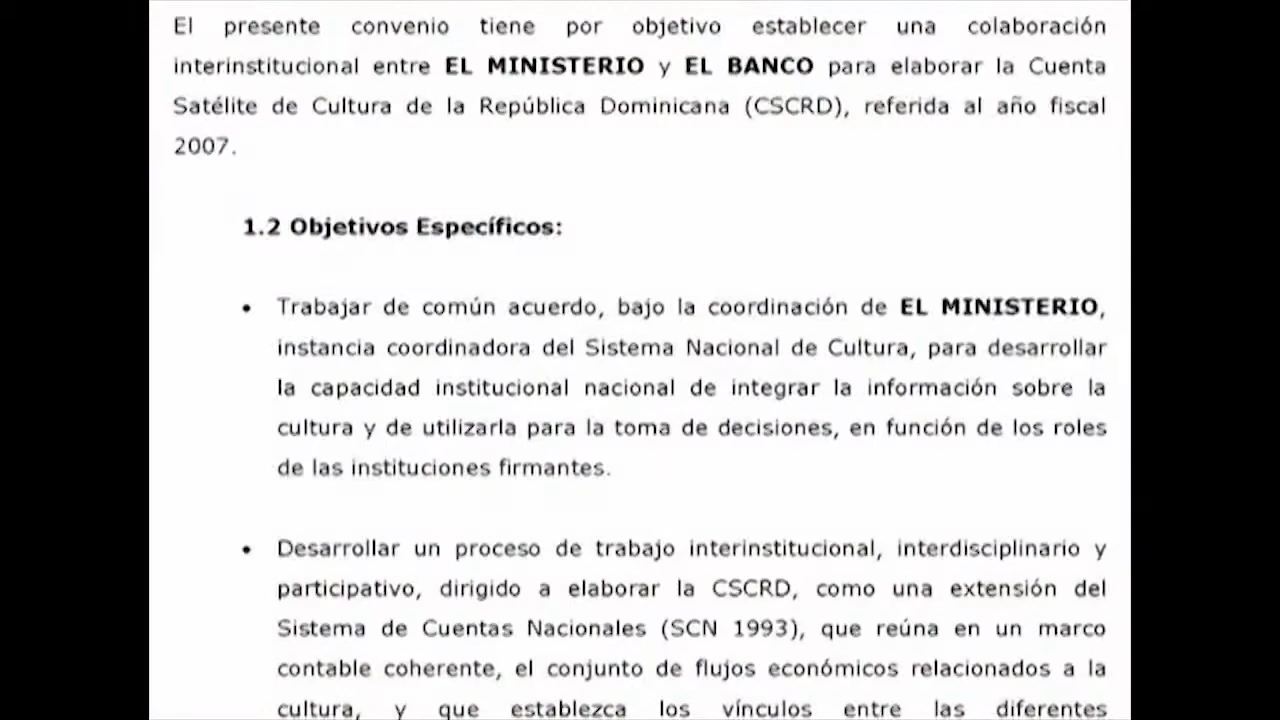 El presente convenio tiene por objetivo establecer una colaboración
interinstitucional entre EL MINISTERIO y EL BANCO para elaborar la Cuenta
Satélite de Cultura de la República Dominicana (CSCRD), referida al año fiscal
2007.
1.2 Objetivos Específicos:
• Trabajar de común acuerdo, bajo la coordinación de EL MINISTERIO,
instancia coordinadora del Sistema Nacional de Cultura, para desarrollar
la capacidad institucional nacional de integrar la información sobre la
cultura y de utilizarla para la toma de decisiones, en función de los roles
de las instituciones firmantes.
• Desarrollar un proceso de trabajo interinstitucional, interdisciplinario y
participativo, dirigido a elaborar la CSCRD, como una extensión del
Sistema de Cuentas Nacionales (SCN 1993), que reúna en un marco
contable coherente, el conjunto de flujos económicos relacionados a la
cultura, y que establezca los vínculos entre las diferentes